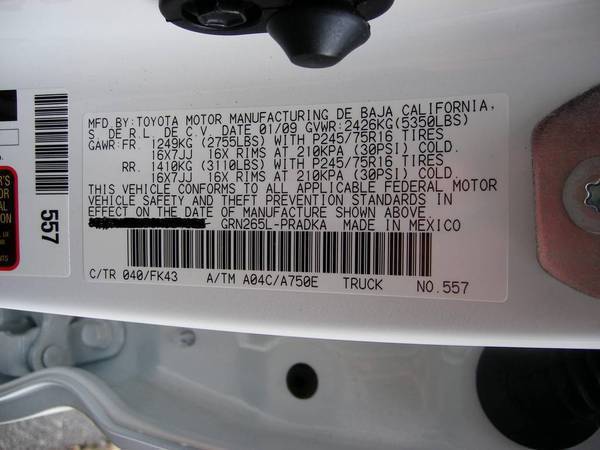 MFD.BY:TOYOTA MOTOR MANUFACTURING DE BAJA CALIFORNIA,
S. DE R.L. DE C.V. DATE 01/09 GVWR:2426KG(5350LBS)
GAWR:FR. 1249KG (2755LBS) WITH P245/75R16 TIRES
16X7JJ 16X RIMS AT 210KPA (30PSI) COLD.
RR. 1410KG (3110LBS) WITH P245/75R16 TIRES
16X7JJ 16X RIMS AT 210KPA (30PSI) COLD.
THIS VEHICLE CONFORMS TO ALL APPLICABLE FEDERAL MOTOR
VEHICLE SAFETY AND THEFT PREVENTION STANDARDS IN
EFFECT ON THE DATE OF MANUFACTURE SHOWN ABOVE.
GRN265L-PRADKA MADE IN MEXICO
C/TR 040/FK43 A/TM A04C/A750E TRUCK NO.557
557